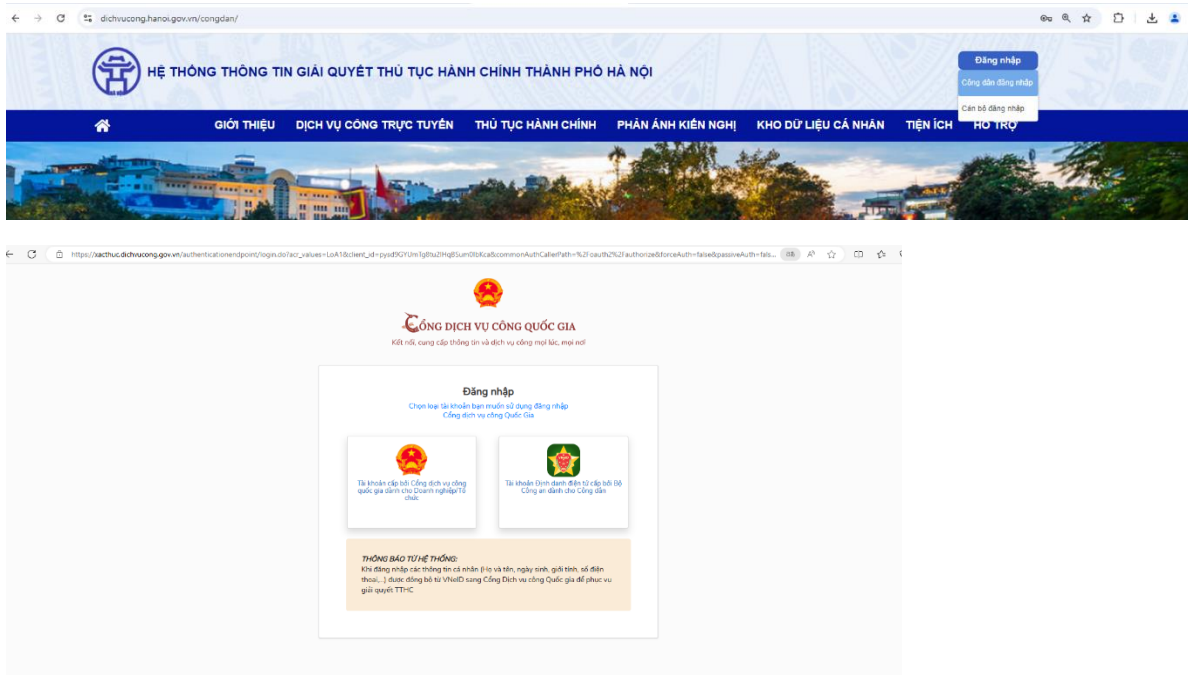 dichvucong.hanoi.gov.vn/congdan/
HỆ THỐNG THÔNG TIN GIẢI QUYẾT THỦ TỤC HÀNH CHÍNH THÀNH PHỐ HÀ NỘI
Đăng nhập
Công dân đăng nhập
Cán bộ đăng nhập
GIỚI THIỆU DỊCH VỤ CÔNG TRỰC TUYẾN THỦ TỤC HÀNH CHÍNH PHẢN ÁNH KIẾN NGHỊ KHO DỮ LIỆU CÁ NHÂN TIỆN ÍCH HỖ TRỢ
CỔNG DỊCH VỤ CÔNG QUỐC GIA
Kết nối, cung cấp thông tin và dịch vụ công mọi lúc, mọi nơi
Đăng nhập
Chọn loại tài khoản bạn muốn sử dụng đăng nhập
Cổng dịch vụ công Quốc Gia
Tài khoản cấp bởi Cổng dịch vụ công
quốc gia dành cho Doanh nghiệp/Tổ
chức
Tài khoản Định danh điện tử cấp bởi Bộ
Công an dành cho Công dân
THÔNG BÁO TỪ HỆ THỐNG:
Khi đăng nhập các thông tin cá nhân (Họ và tên, ngày sinh, giới tính, số điện
thoại,...) được đồng bộ từ VNeID sang Cổng Dịch vụ công Quốc gia để phục vụ
giải quyết TTHC